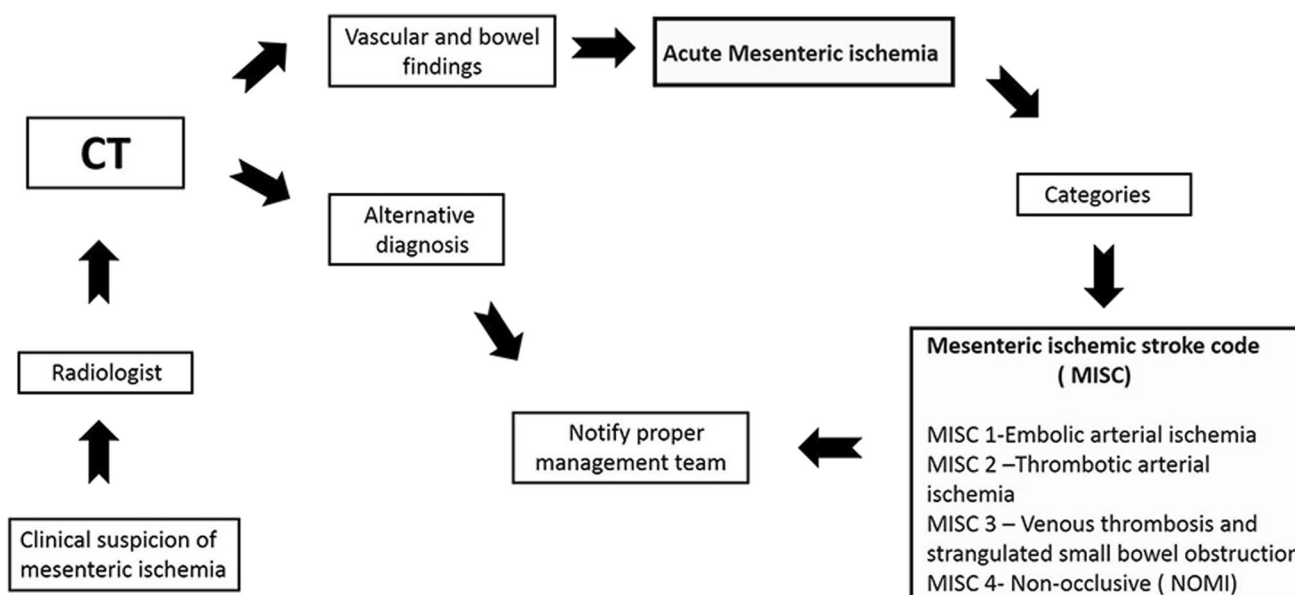 Vascular and bowel
findings
Acute Mesenteric ischemia
CT
Alternative
diagnosis
Categories
Radiologist
Mesenteric ischemic stroke code
( MISC)
MISC 1-Embolic arterial ischemia
MISC 2 –Thrombotic arterial
ischemia
MISC 3 – Venous thrombosis and
strangulated small bowel obstruction
MISC 4- Non-occlusive ( NOMI)
Notify proper
management team
Clinical suspicion of
mesenteric ischemia